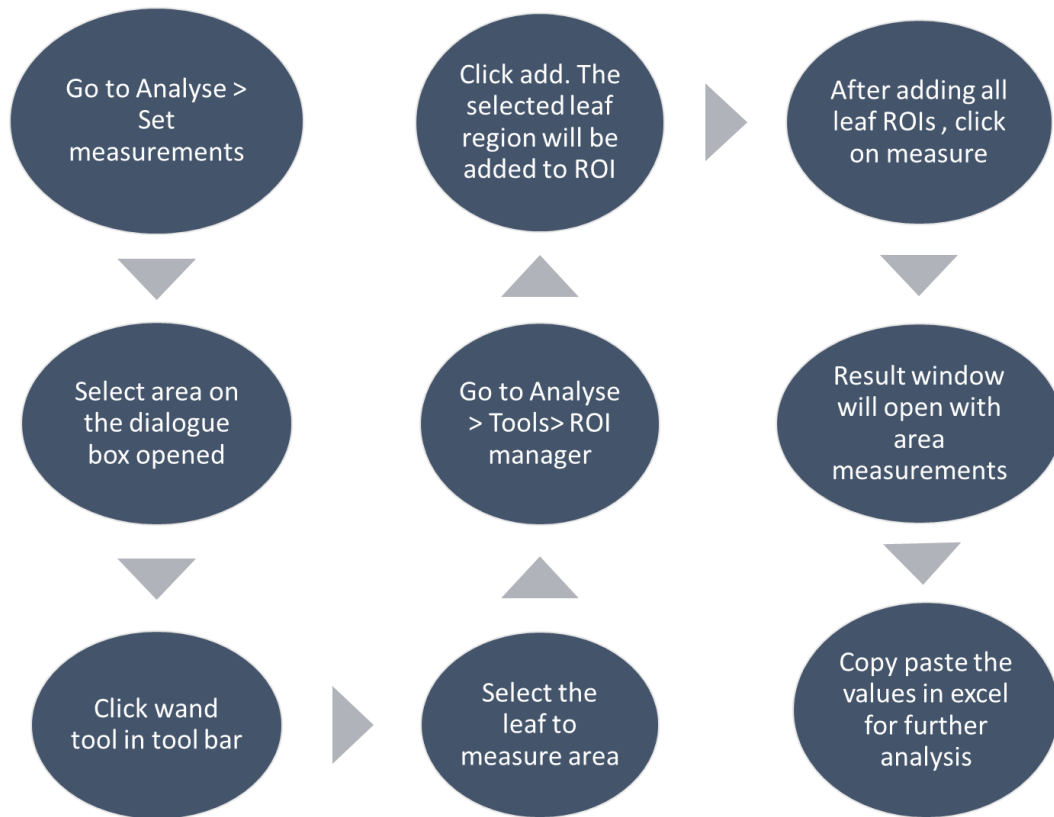 Go to Analyse >
Set
measurements
Select area on
the dialogue
box opened
Click wand
tool in tool bar
Select the
leaf to
measure area
Go to Analyse
> Tools> ROI
manager
Click add. The
selected leaf
region will be
added to ROI
After adding all
leaf ROIs , click
on measure
Result window
will open with
area
measurements
Copy paste the
values in excel
for further
analysis